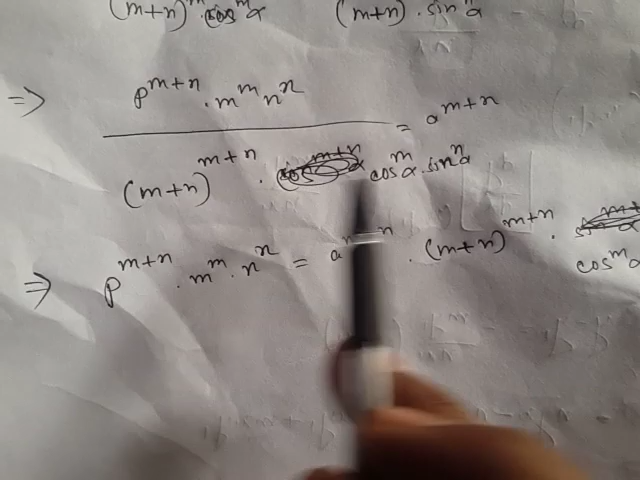 (m+n)^m · cos^m α (m+n)^n · sin^n α
⇒ p^{m+n} · m^m n^n
= a^{m+n}
(m+n)^{m+n} · cos^m α · sin^n α
⇒ p^{m+n} · m^m · n^n = a · (m+n)^{m+n} ·
cos^m α